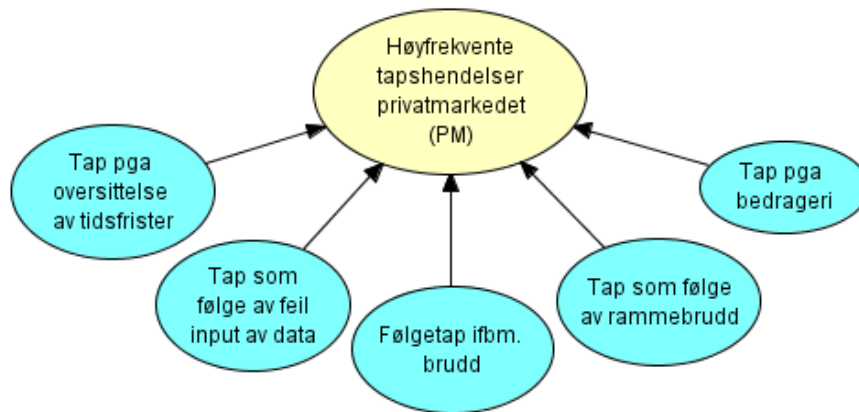 Høyfrekvente
tapshendelser
privatmarkedet
(PM)
Tap pga
oversittelse
av tidsfrister
Tap som
følge av feil
input av data
Følgetap ifbm.
brudd
Tap som følge
av rammebrudd
Tap pga
bedrageri